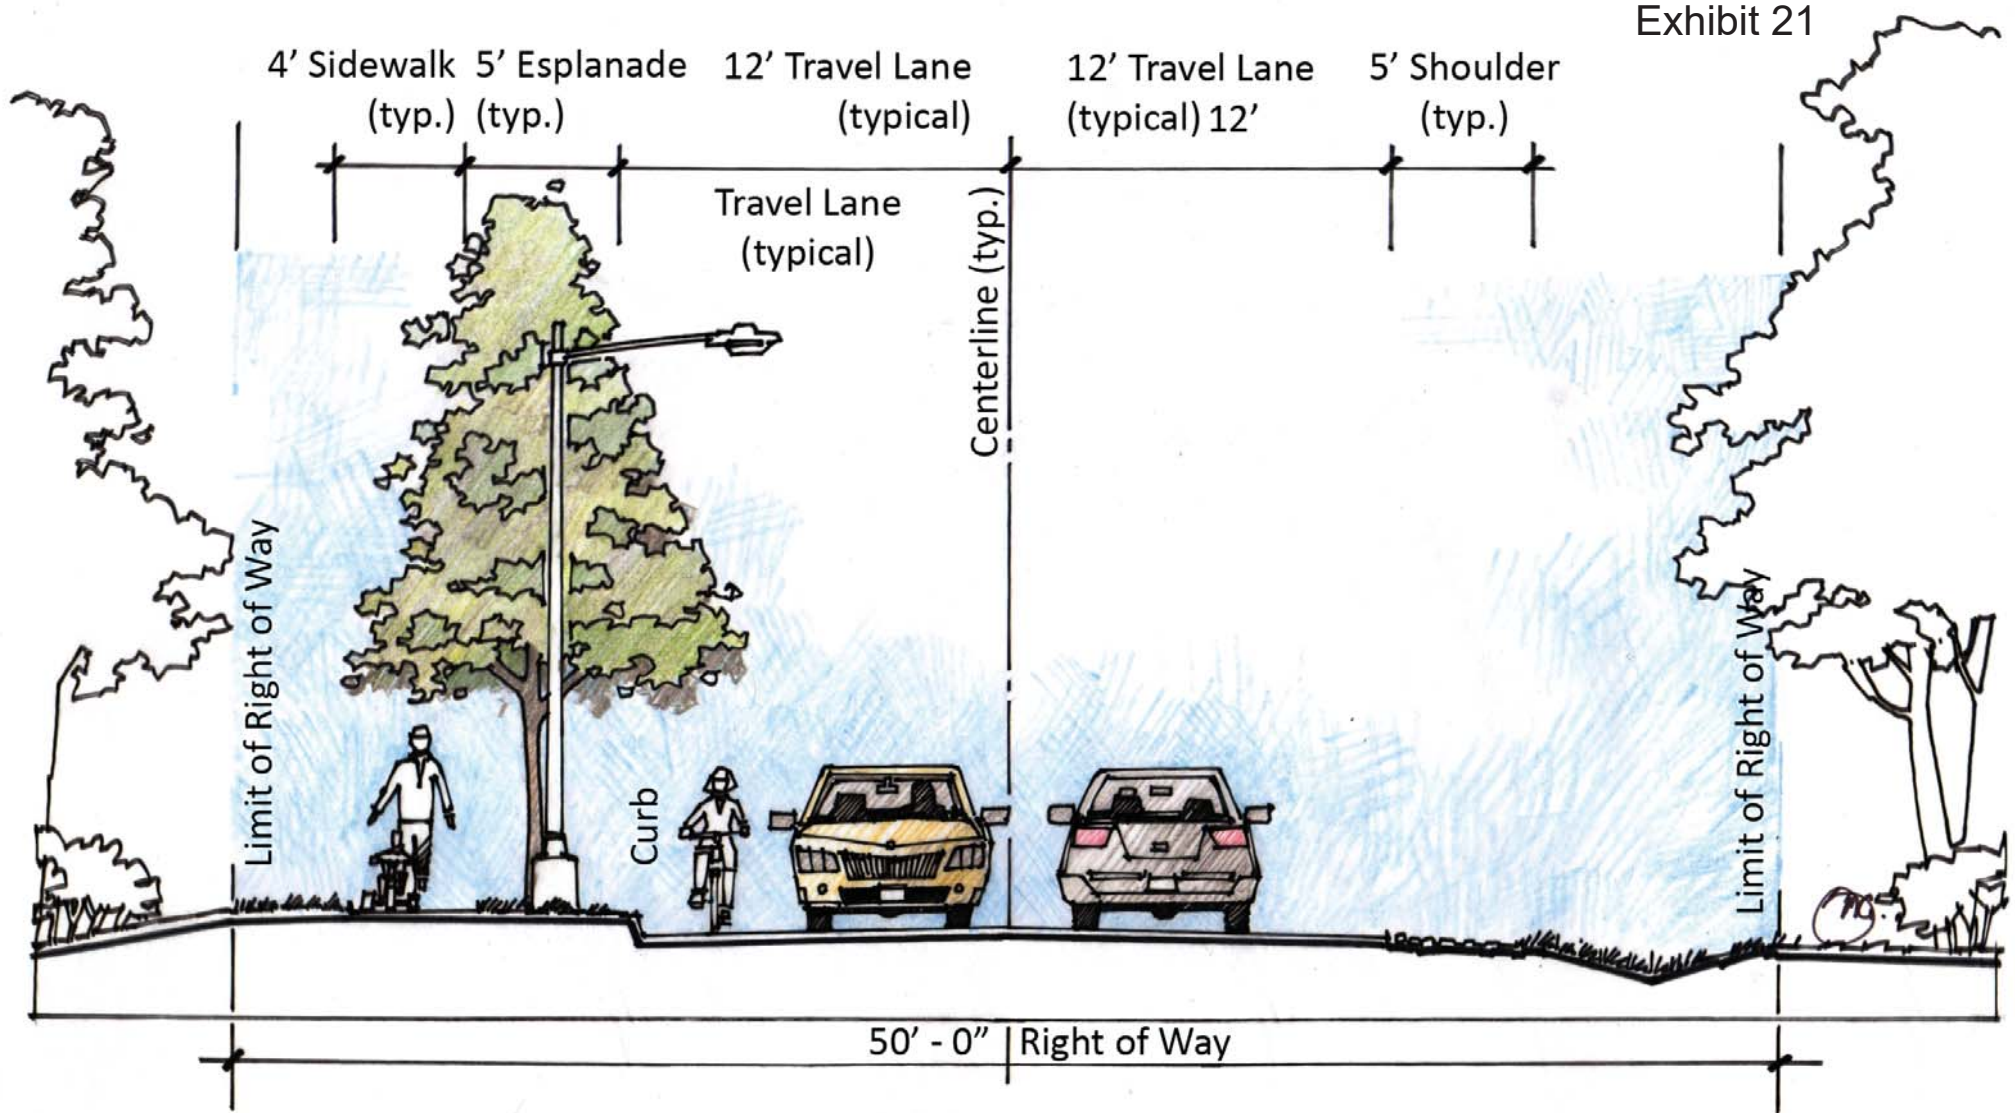 Exhibit 21
4’ Sidewalk
(typ.)
5’ Esplanade
(typ.)
12’ Travel Lane
(typical)
12’ Travel Lane
(typical) 12’
5’ Shoulder
(typ.)
Travel Lane
(typical)
Centerline (typ.)
Limit of Right of Way
Curb
Limit of Right of Way
50’ - 0” Right of Way